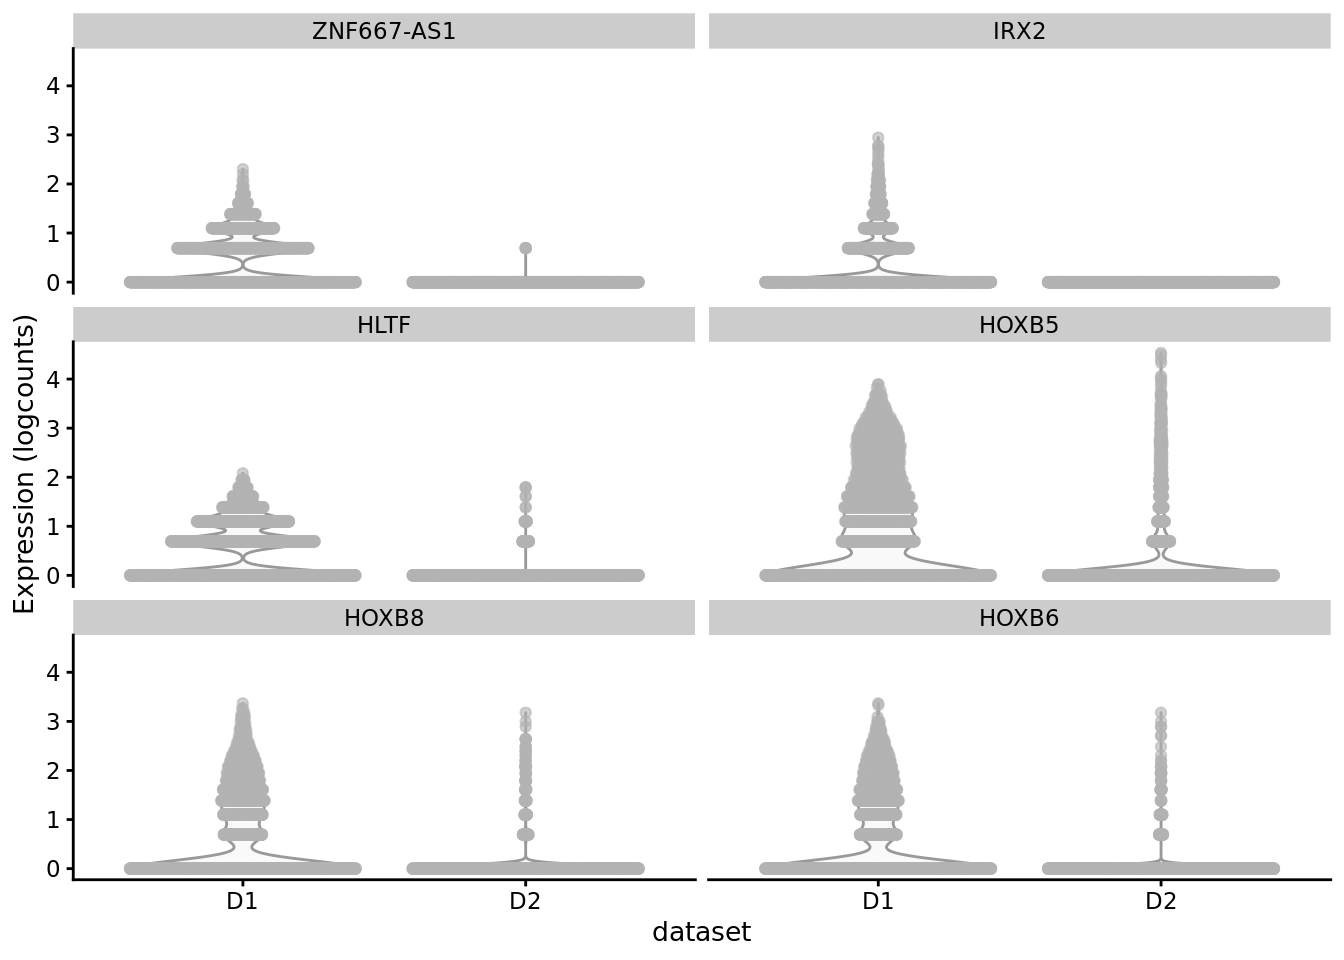 ZNF667-AS1 IRX2
4
3
2
1
0
HLTF HOXB5
4
3
2
1
0
Expression (logcounts)
HOXB8 HOXB6
4
3
2
1
0
D1 D2 D1 D2
dataset